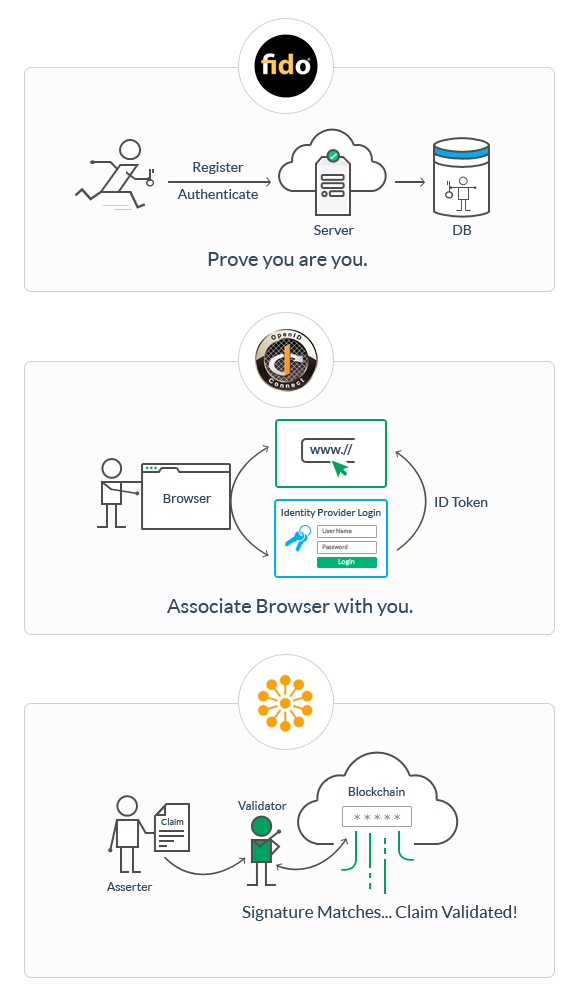 fido
Register
Authenticate
Server
DB
Prove you are you.
OpenID
Connect
www.//
Browser
Identity Provider Login
User Name
Password
Login
ID Token
Associate Browser with you.
Blockchain
*****
Validator
Claim
Asserter
Signature Matches... Claim Validated!